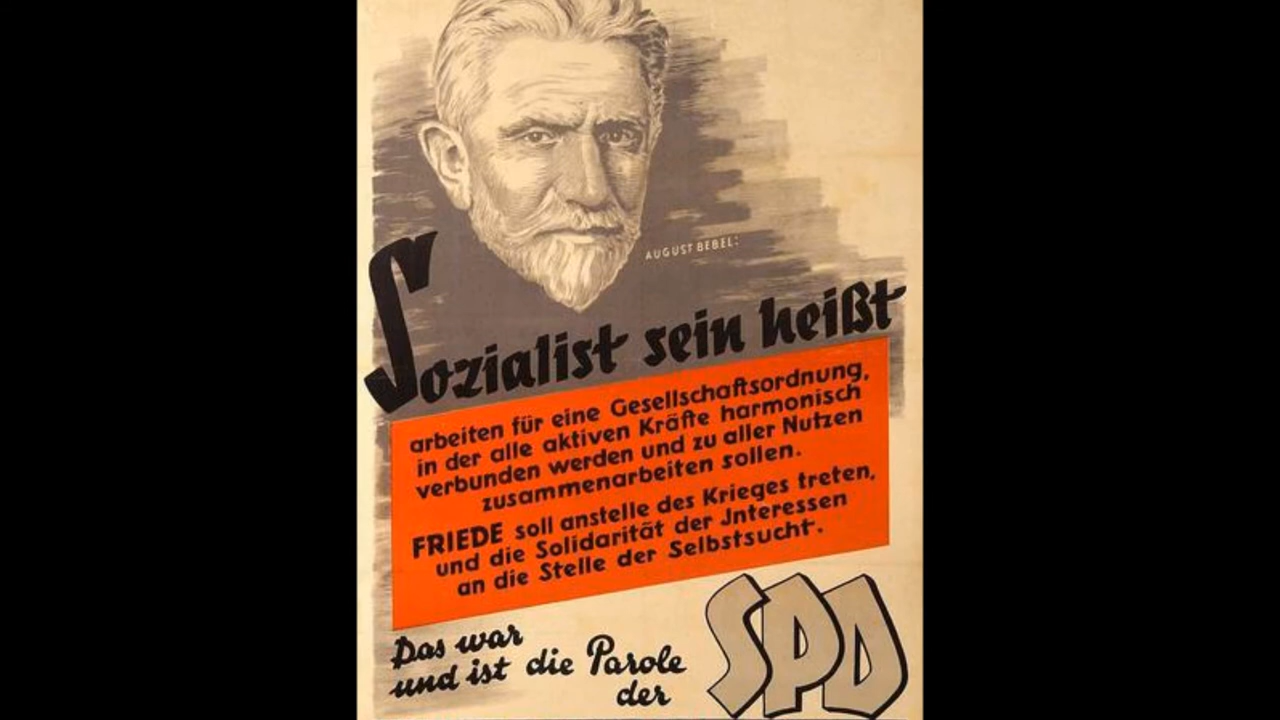 AUGUST BEBEL:
Sozialist sein heißt
arbeiten für eine Gesellschaftsordnung,
in der alle aktiven Kräfte harmonisch
verbunden werden und zu aller Nutzen
zusammenarbeiten sollen.
FRIEDE soll anstelle des Krieges treten,
und die Solidarität der Jnteressen
an die Stelle der Selbstsucht.
Das war
und ist die Parole
der
SPD